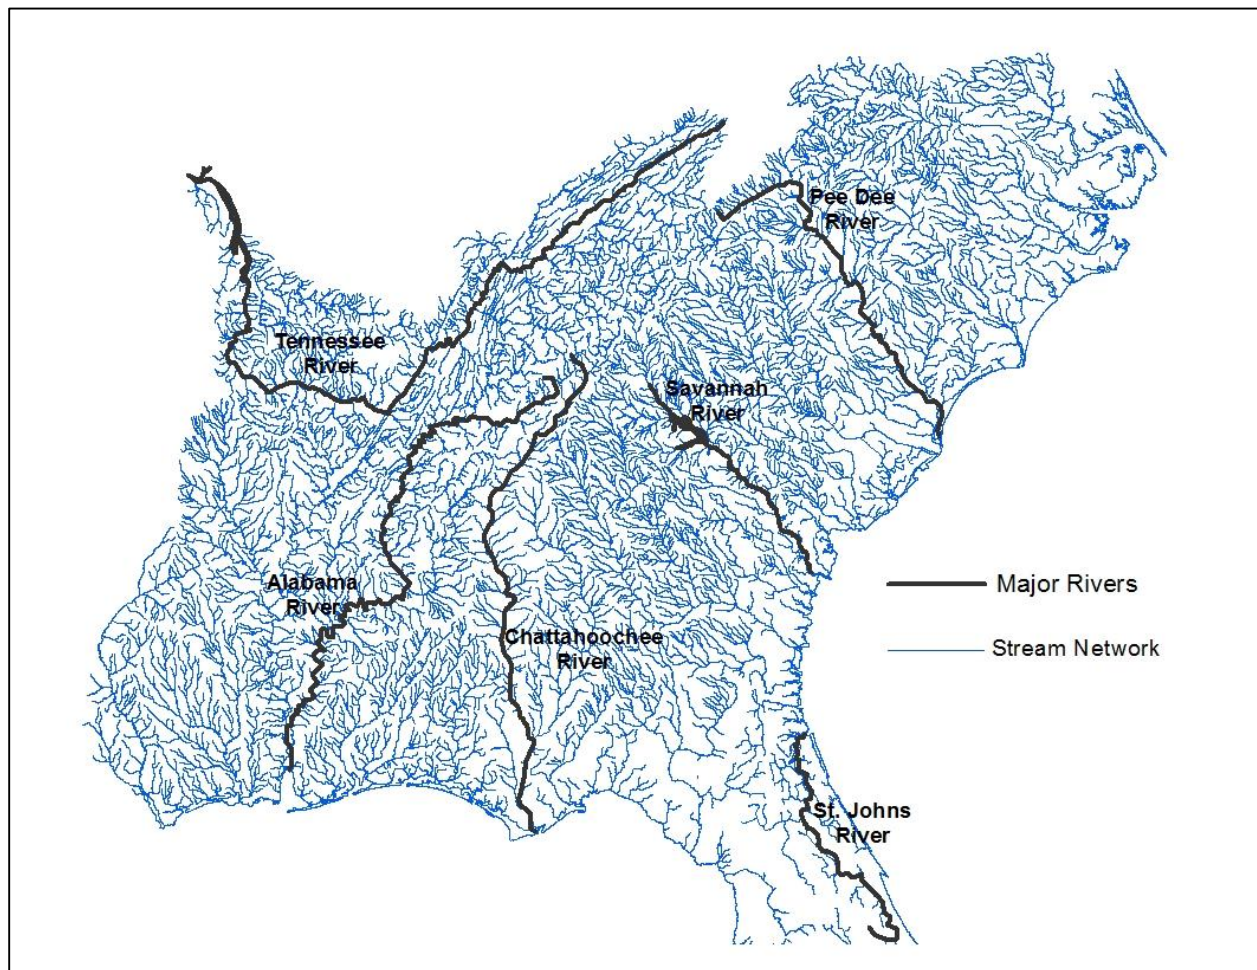 Pee Dee
River
Tennessee
River
Savannah
River
Alabama
River
Major Rivers
Chattahoochee
River
Stream Network
St. Johns
River